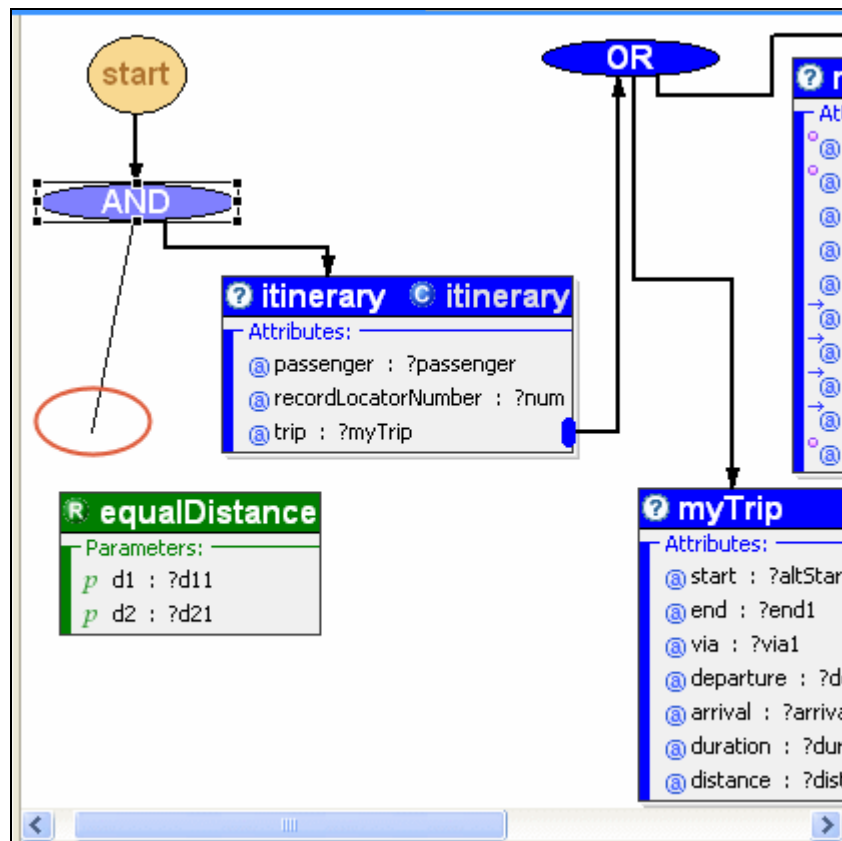 start
AND
OR
? itinerary C itinerary
Attributes:
@ passenger : ?passenger
@ recordLocatorNumber : ?num
@ trip : ?myTrip
R equalDistance
Parameters:
p d1 : ?d11
p d2 : ?d21
?
@
@
@
@
@
@
@
@
@
@
? myTrip
Attributes:
@ start : ?altStar
@ end : ?end1
@ via : ?via1
@ departure : ?d
@ arrival : ?arriva
@ duration : ?dur
@ distance : ?dist